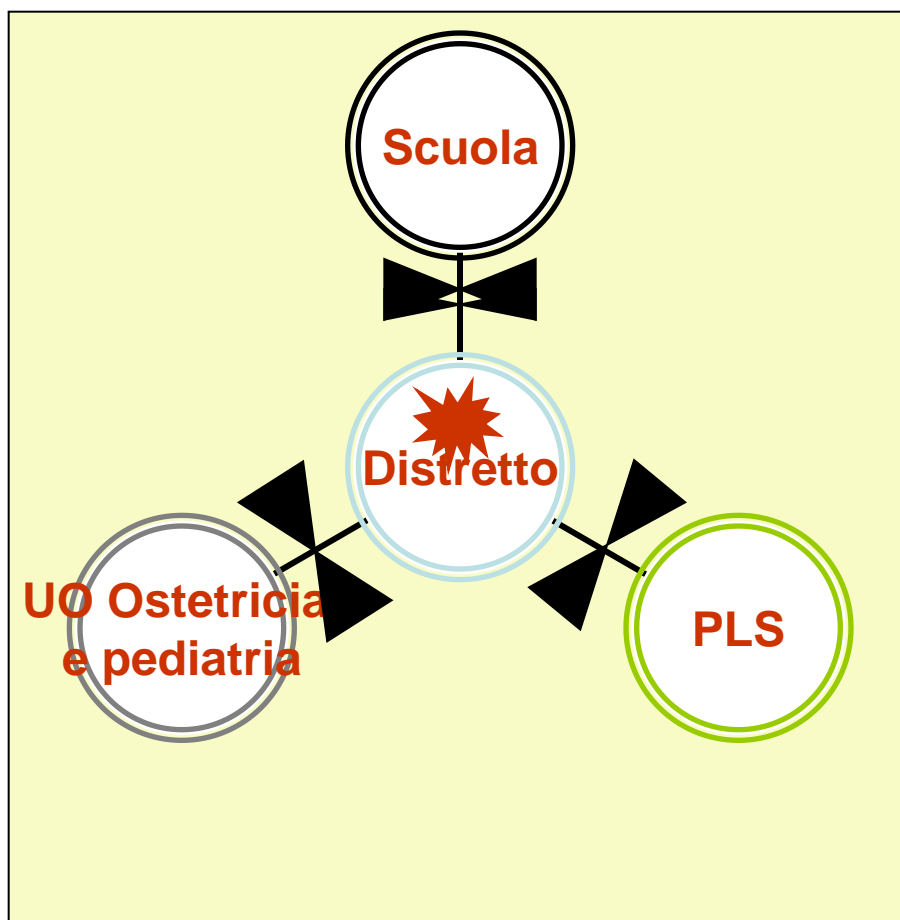 Scuola
Distretto
UO Ostetricia
e pediatria
PLS